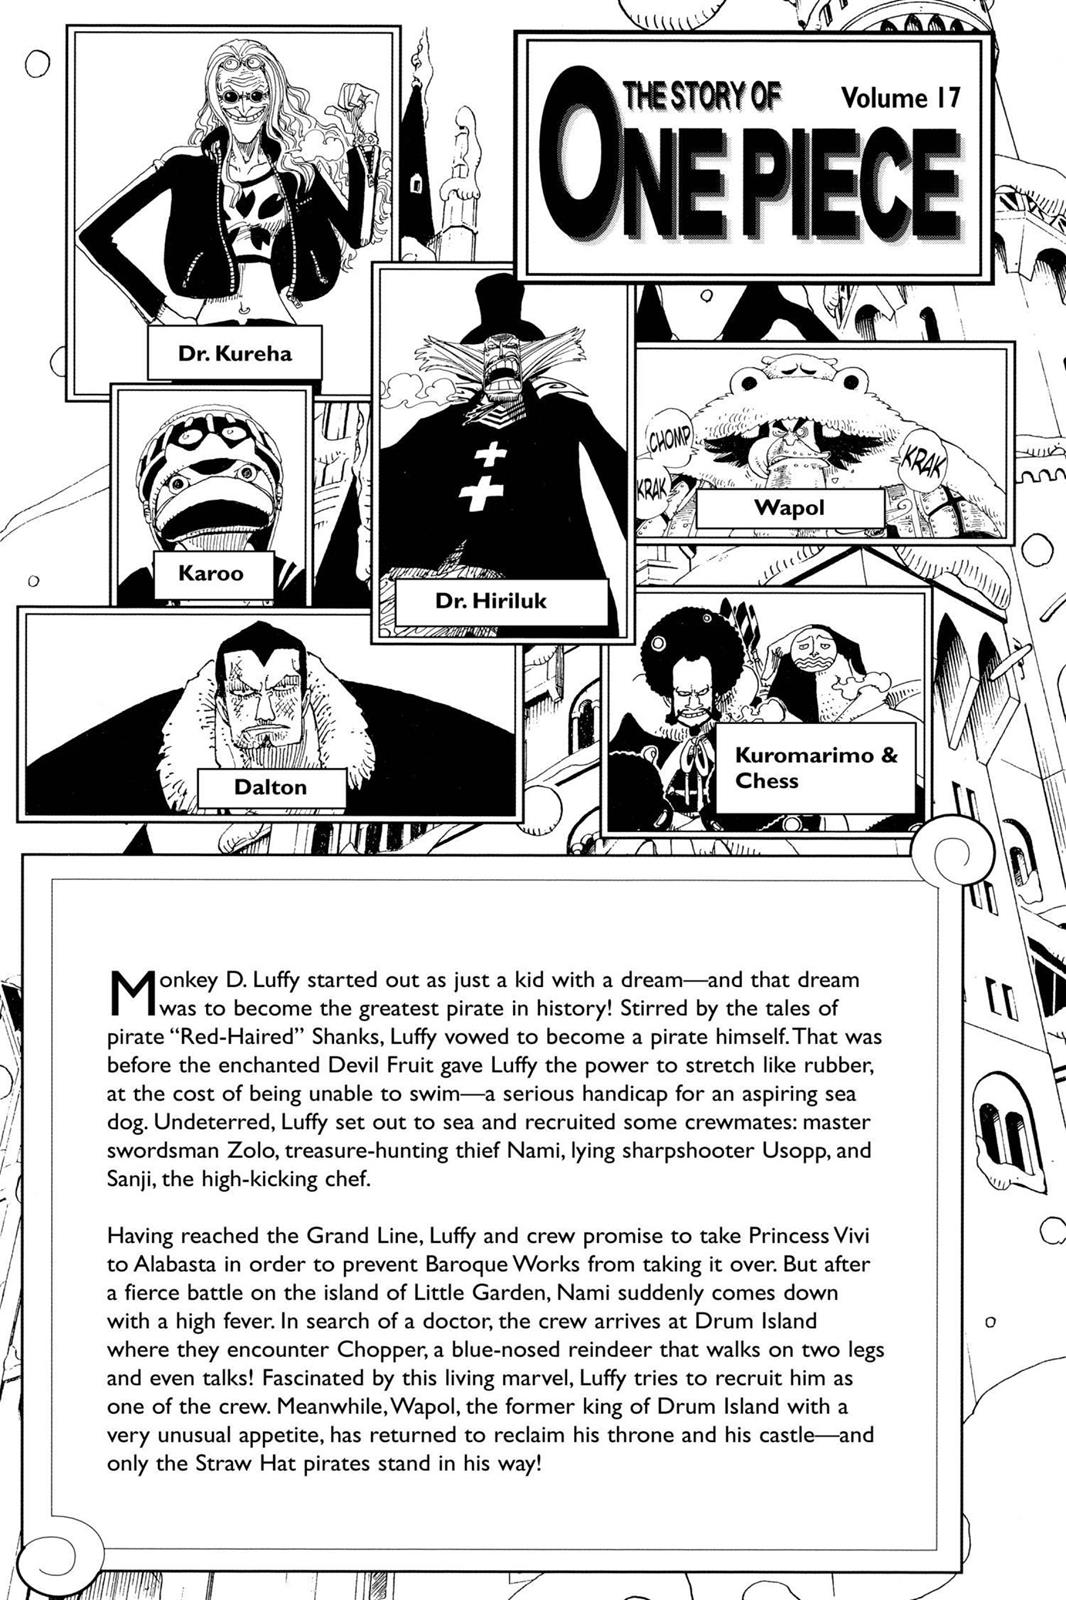 THE STORY OF
ONE PIECE
Volume 17
Dr. Kureha
Karoo
Dr. Hiriluk
CHOMP
KRAK
KRAK
Wapol
Dalton
Kuromarimo &
Chess
Monkey D. Luffy started out as just a kid with a dream—and that dream
was to become the greatest pirate in history! Stirred by the tales of
pirate “Red-Haired” Shanks, Luffy vowed to become a pirate himself. That was
before the enchanted Devil Fruit gave Luffy the power to stretch like rubber,
at the cost of being unable to swim—a serious handicap for an aspiring sea
dog. Undeterred, Luffy set out to sea and recruited some crewmates: master
swordsman Zolo, treasure-hunting thief Nami, lying sharpshooter Usopp, and
Sanji, the high-kicking chef.
Having reached the Grand Line, Luffy and crew promise to take Princess Vivi
to Alabasta in order to prevent Baroque Works from taking it over. But after
a fierce battle on the island of Little Garden, Nami suddenly comes down
with a high fever. In search of a doctor, the crew arrives at Drum Island
where they encounter Chopper, a blue-nosed reindeer that walks on two legs
and even talks! Fascinated by this living marvel, Luffy tries to recruit him as
one of the crew. Meanwhile, Wapol, the former king of Drum Island with a
very unusual appetite, has returned to reclaim his throne and his castle—and
only the Straw Hat pirates stand in his way!